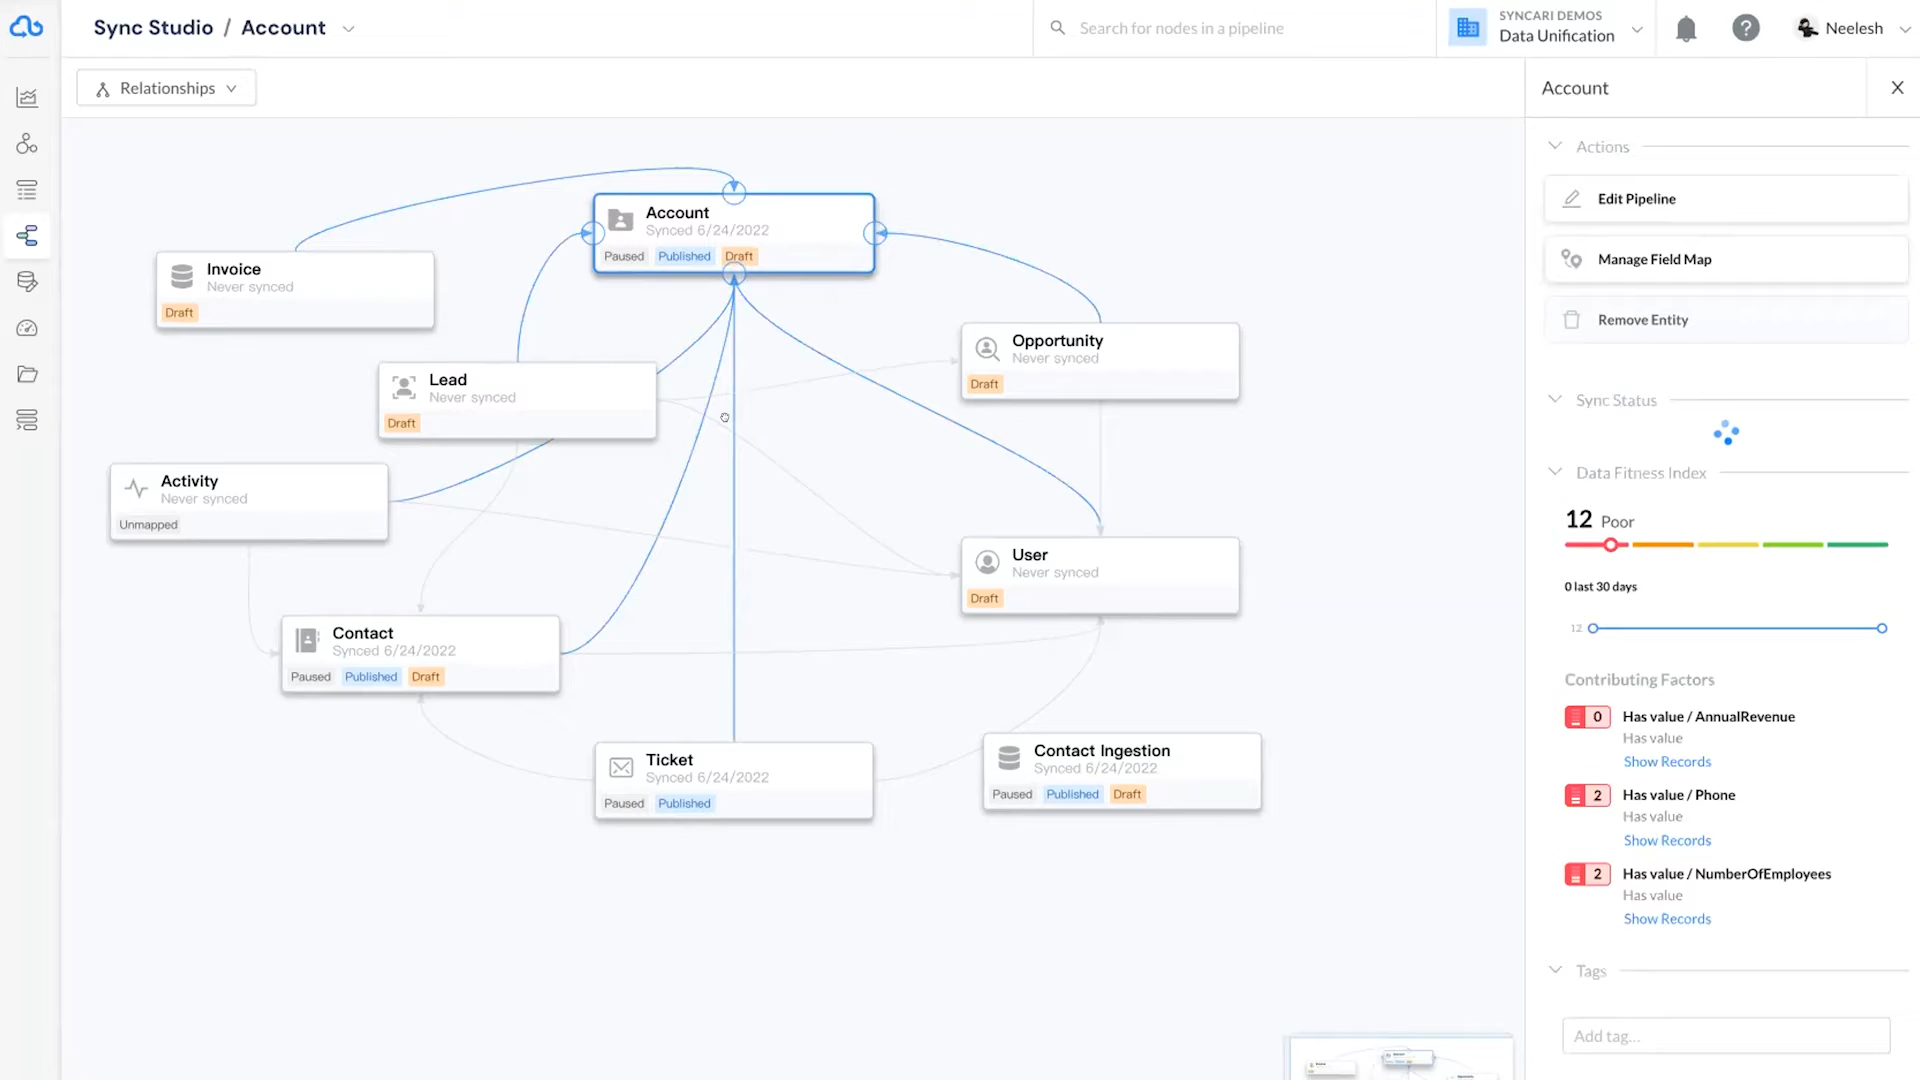 Sync Studio / Account
Search for nodes in a pipeline
SYNCARI DEMOS
Data Unification
Neelesh
Relationships
Account
Synced 6/24/2022
Paused Published Draft
Invoice
Never synced
Draft
Opportunity
Never synced
Draft
Lead
Never synced
Draft
Activity
Never synced
Unmapped
User
Never synced
Draft
Contact
Synced 6/24/2022
Paused Published Draft
Ticket
Synced 6/24/2022
Paused Published
Contact Ingestion
Synced 6/24/2022
Paused Published Draft
Account
Actions
Edit Pipeline
Manage Field Map
Remove Entity
Sync Status
Data Fitness Index
12 Poor
0 last 30 days
12
Contributing Factors
0 Has value / AnnualRevenue
Has value
Show Records
2 Has value / Phone
Has value
Show Records
2 Has value / NumberOfEmployees
Has value
Show Records
Tags
Add tag...